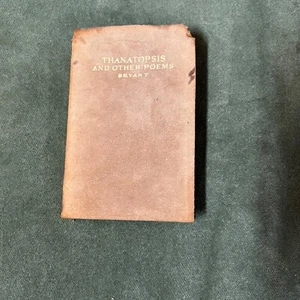 THANATOPSIS
AND OTHER POEMS
BRYANT